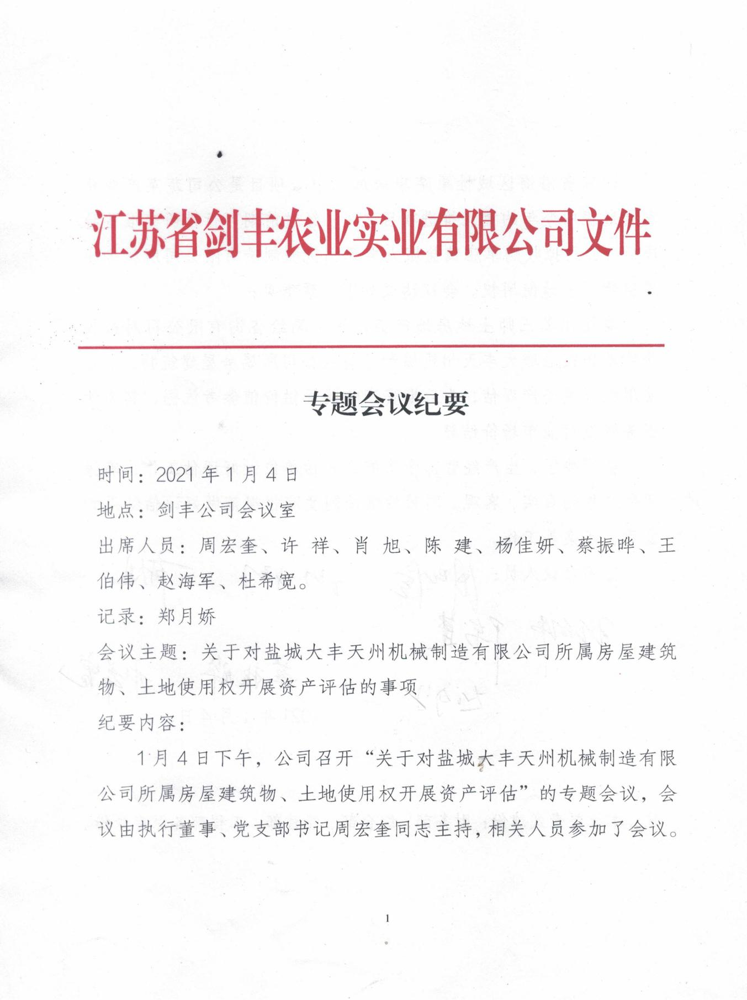 江苏省剑丰农业实业有限公司文件
专题会议纪要
时间：2021年1月4日
地点：剑丰公司会议室
出席人员：周宏奎、许 祥、肖 旭、陈 建、杨佳妍、蔡振晔、王
伯伟、赵海军、杜希宽。
记录：郑月娇
会议主题：关于对盐城大丰天州机械制造有限公司所属房屋建筑
物、土地使用权开展资产评估的事项
纪要内容：
1月4日下午，公司召开“关于对盐城大丰天州机械制造有限
公司所属房屋建筑物、土地使用权开展资产评估”的专题会议，会
议由执行董事、党支部书记周宏奎同志主持，相关人员参加了会议。
1